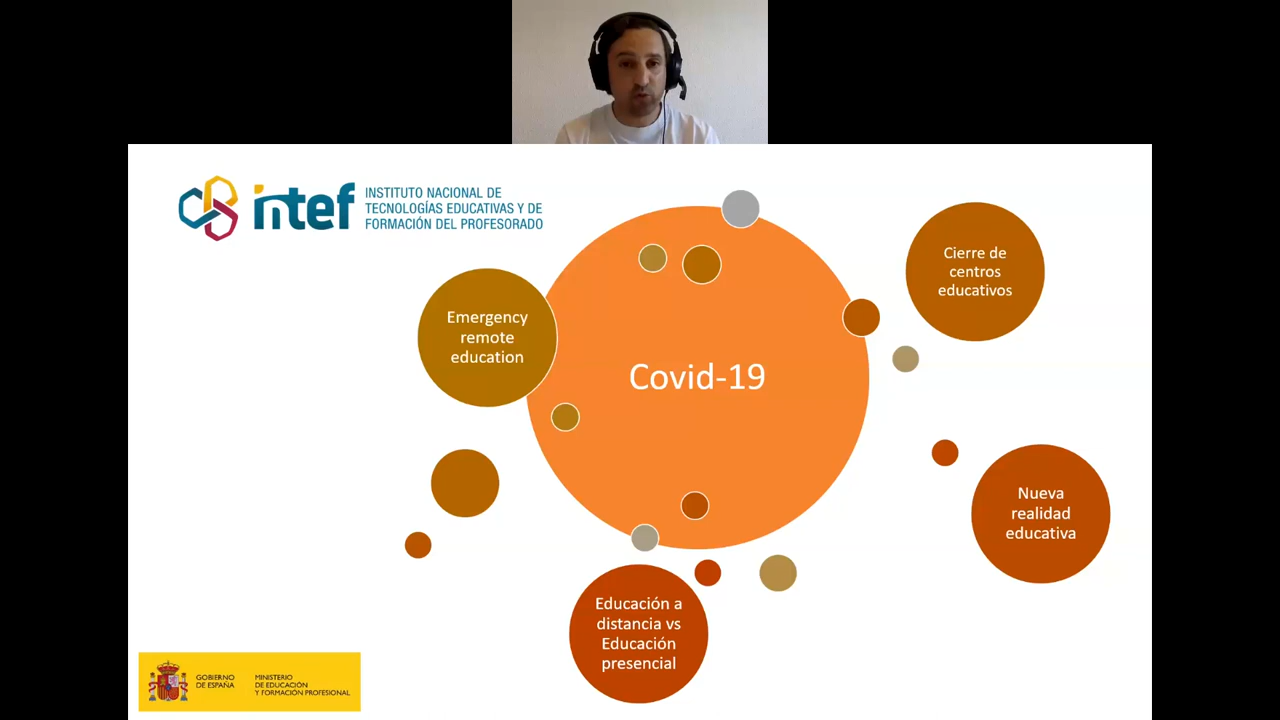 intef
INSTITUTO NACIONAL DE
TECNOLOGÍAS EDUCATIVAS Y DE
FORMACIÓN DEL PROFESORADO
Cierre de
centros
educativos
Emergency
remote
education
Covid-19
Nueva
realidad
educativa
Educación a
distancia vs
Educación
presencial
GOBIERNO
DE ESPAÑA
MINISTERIO
DE EDUCACIÓN
Y FORMACIÓN PROFESIONAL